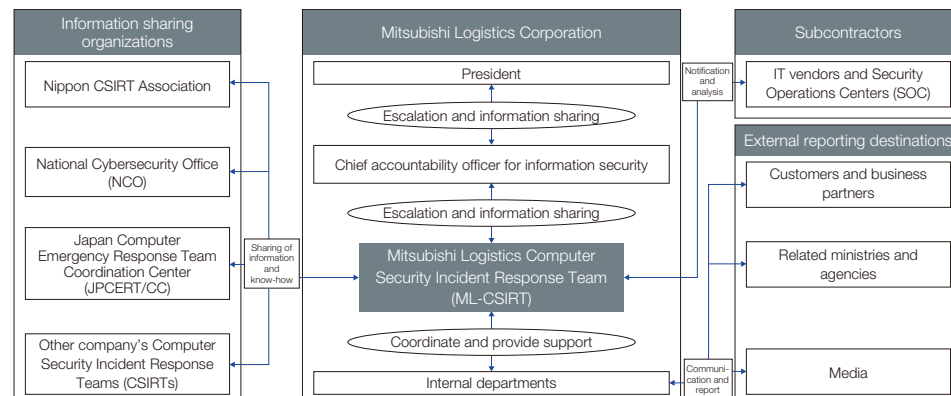 Information sharing
organizations
Nippon CSIRT Association
National Cybersecurity Office
(NCO)
Japan Computer
Emergency Response Team
Coordination Center
(JPCERT/CC)
Other company's Computer
Security Incident Response
Teams (CSIRTs)
Sharing of
information
and
know-how
Mitsubishi Logistics Corporation
President
Escalation and information sharing
Chief accountability officer for information security
Escalation and information sharing
Mitsubishi Logistics Computer
Security Incident Response Team
(ML-CSIRT)
Coordinate and provide support
Internal departments
Notification
and
analysis
Communi-
cation and
report
Subcontractors
IT vendors and Security
Operations Centers (SOC)
External reporting destinations
Customers and business
partners
Related ministries and
agencies
Media